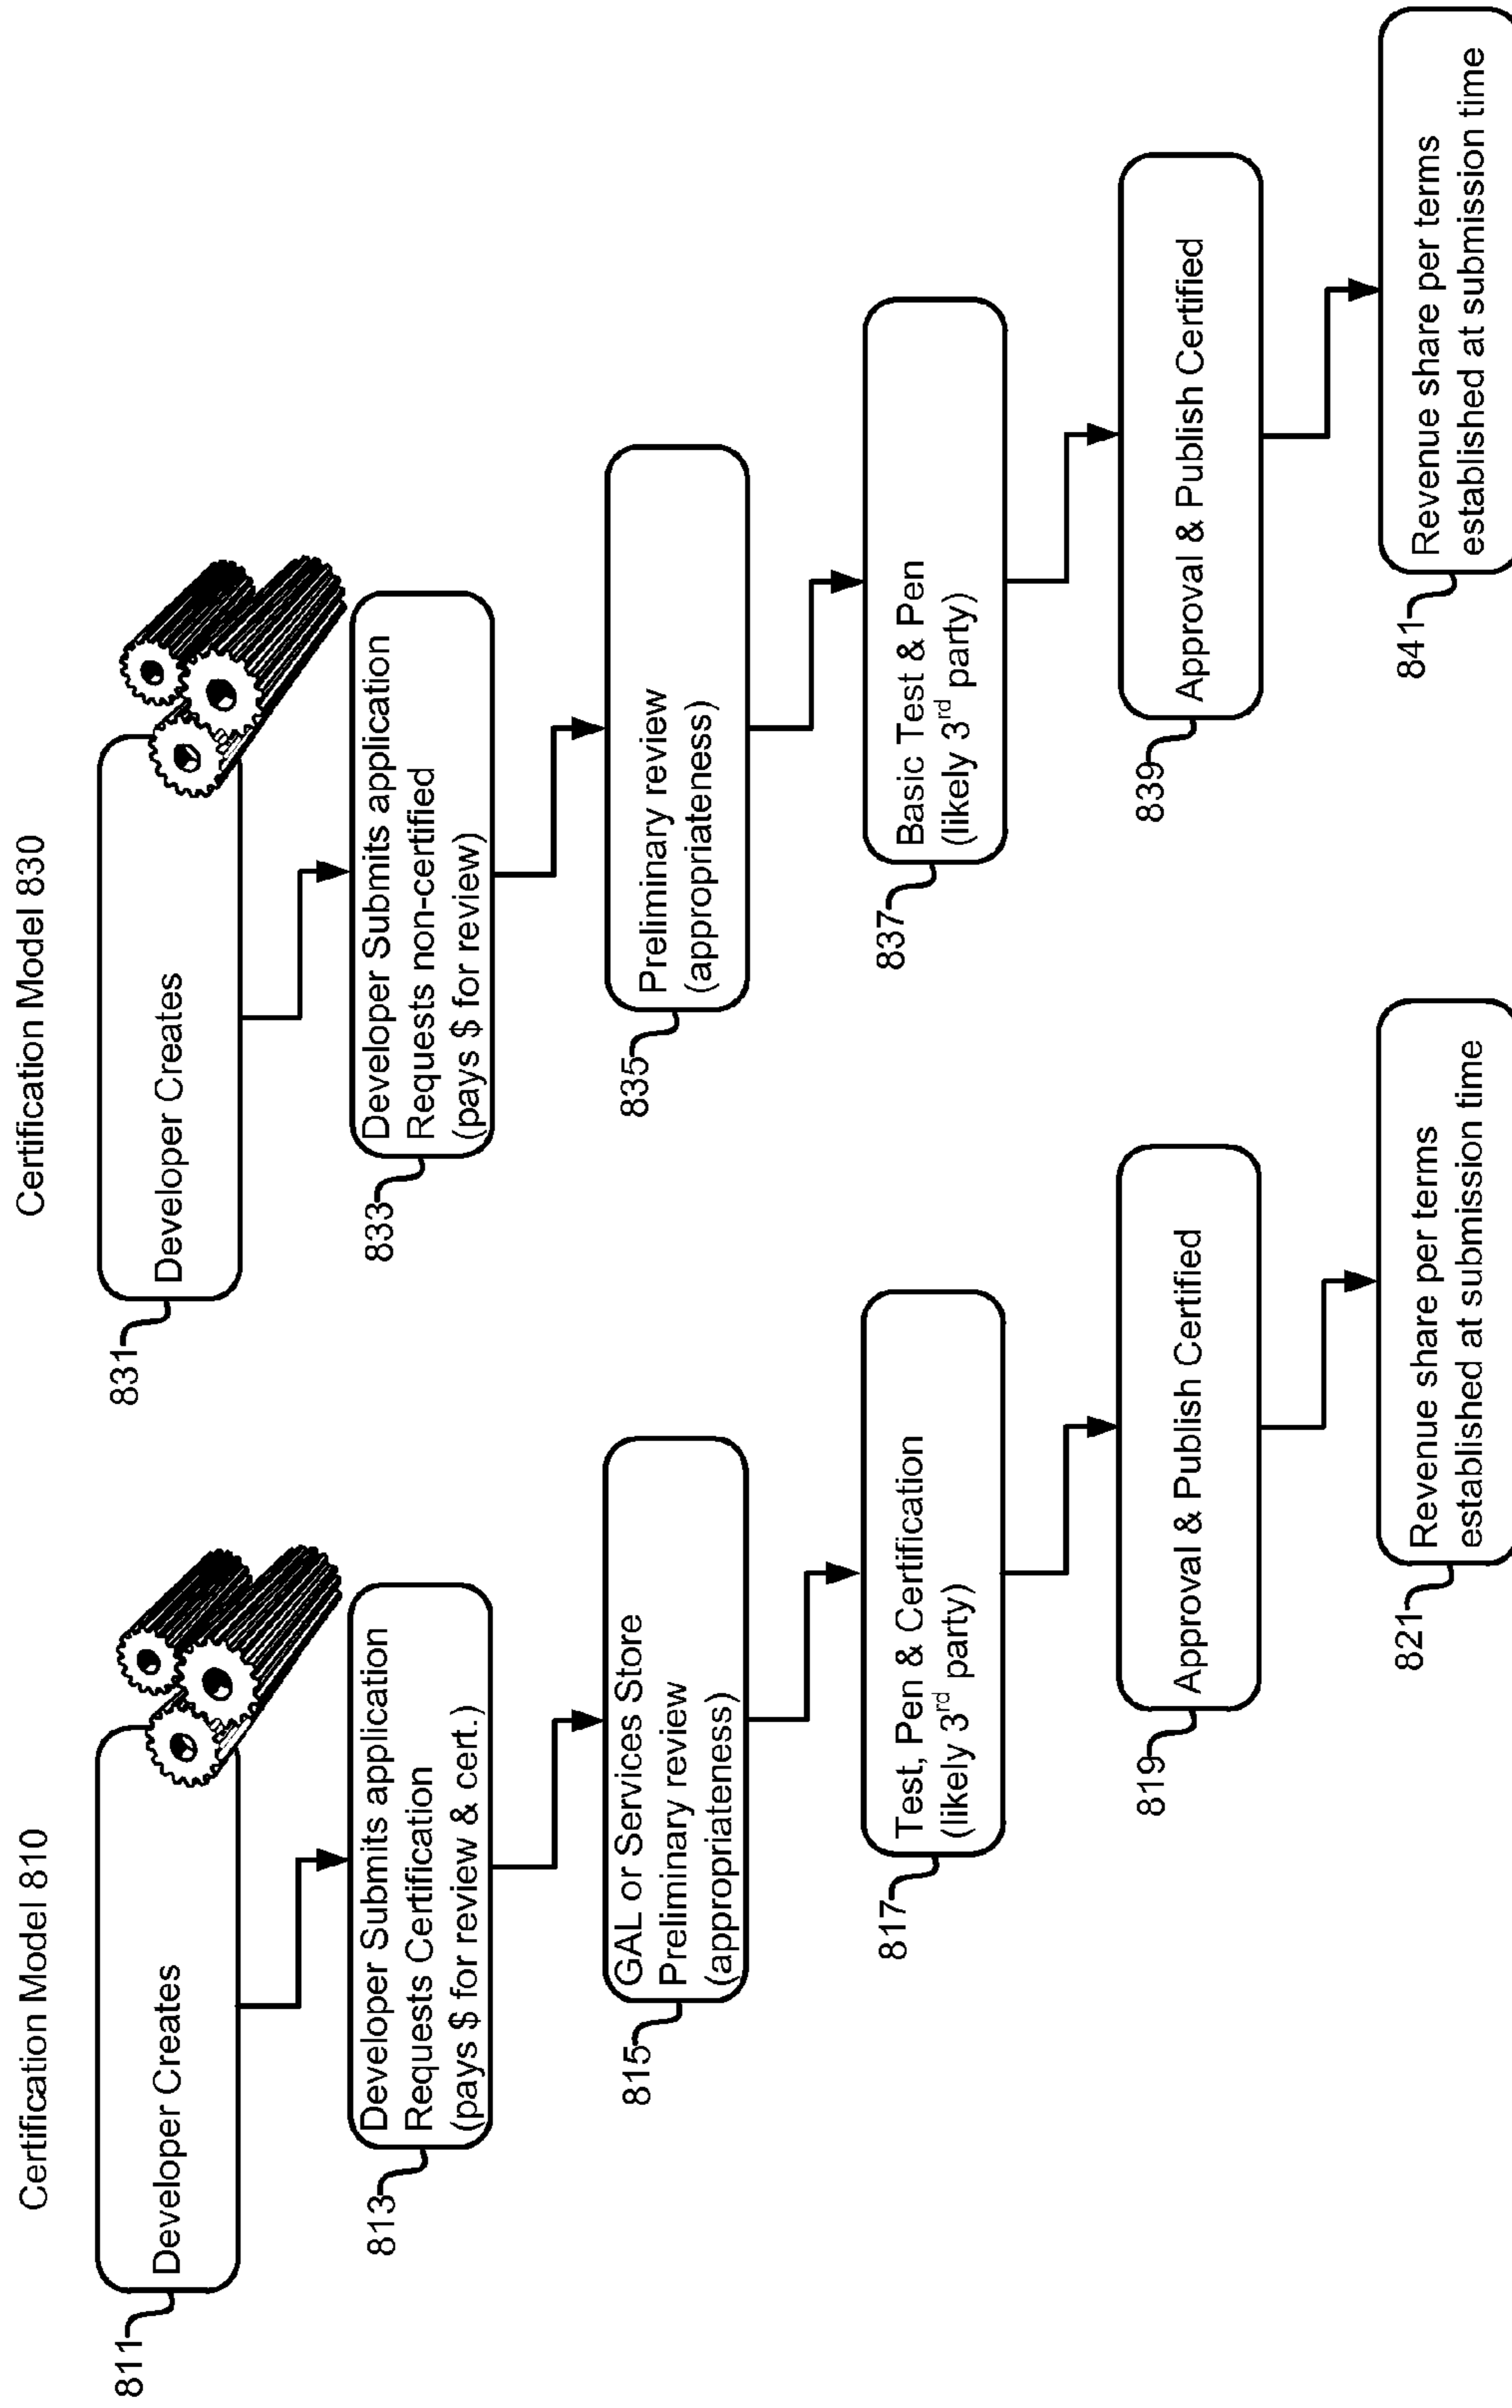 Certification Model 810
811
Developer Creates
813
Developer Submits application
Requests Certification
(pays $ for review & cert.)
815
GAL or Services Store
Preliminary review
(appropriateness)
817
Test, Pen & Certification
(likely 3rd party)
819
Approval & Publish Certified
821
Revenue share per terms
established at submission time
Certification Model 830
831
Developer Creates
833
Developer Submits application
Requests non-certified
(pays $ for review)
835
Preliminary review
(appropriateness)
837
Basic Test & Pen
(likely 3rd party)
839
Approval & Publish Certified
841
Revenue share per terms
established at submission time